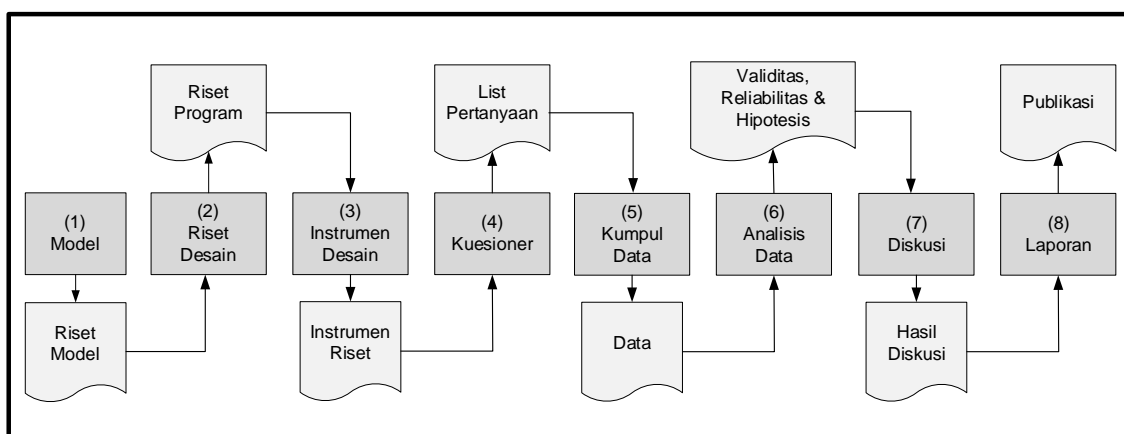 Riset
Program
List
Pertanyaan
Validitas,
Reliabilitas &
Hipotesis
Publikasi
(1)
Model
(2)
Riset
Desain
(3)
Instrumen
Desain
(4)
Kuesioner
(5)
Kumpul
Data
(6)
Analisis
Data
(7)
Diskusi
(8)
Laporan
Riset
Model
Instrumen
Riset
Data
Hasil
Diskusi